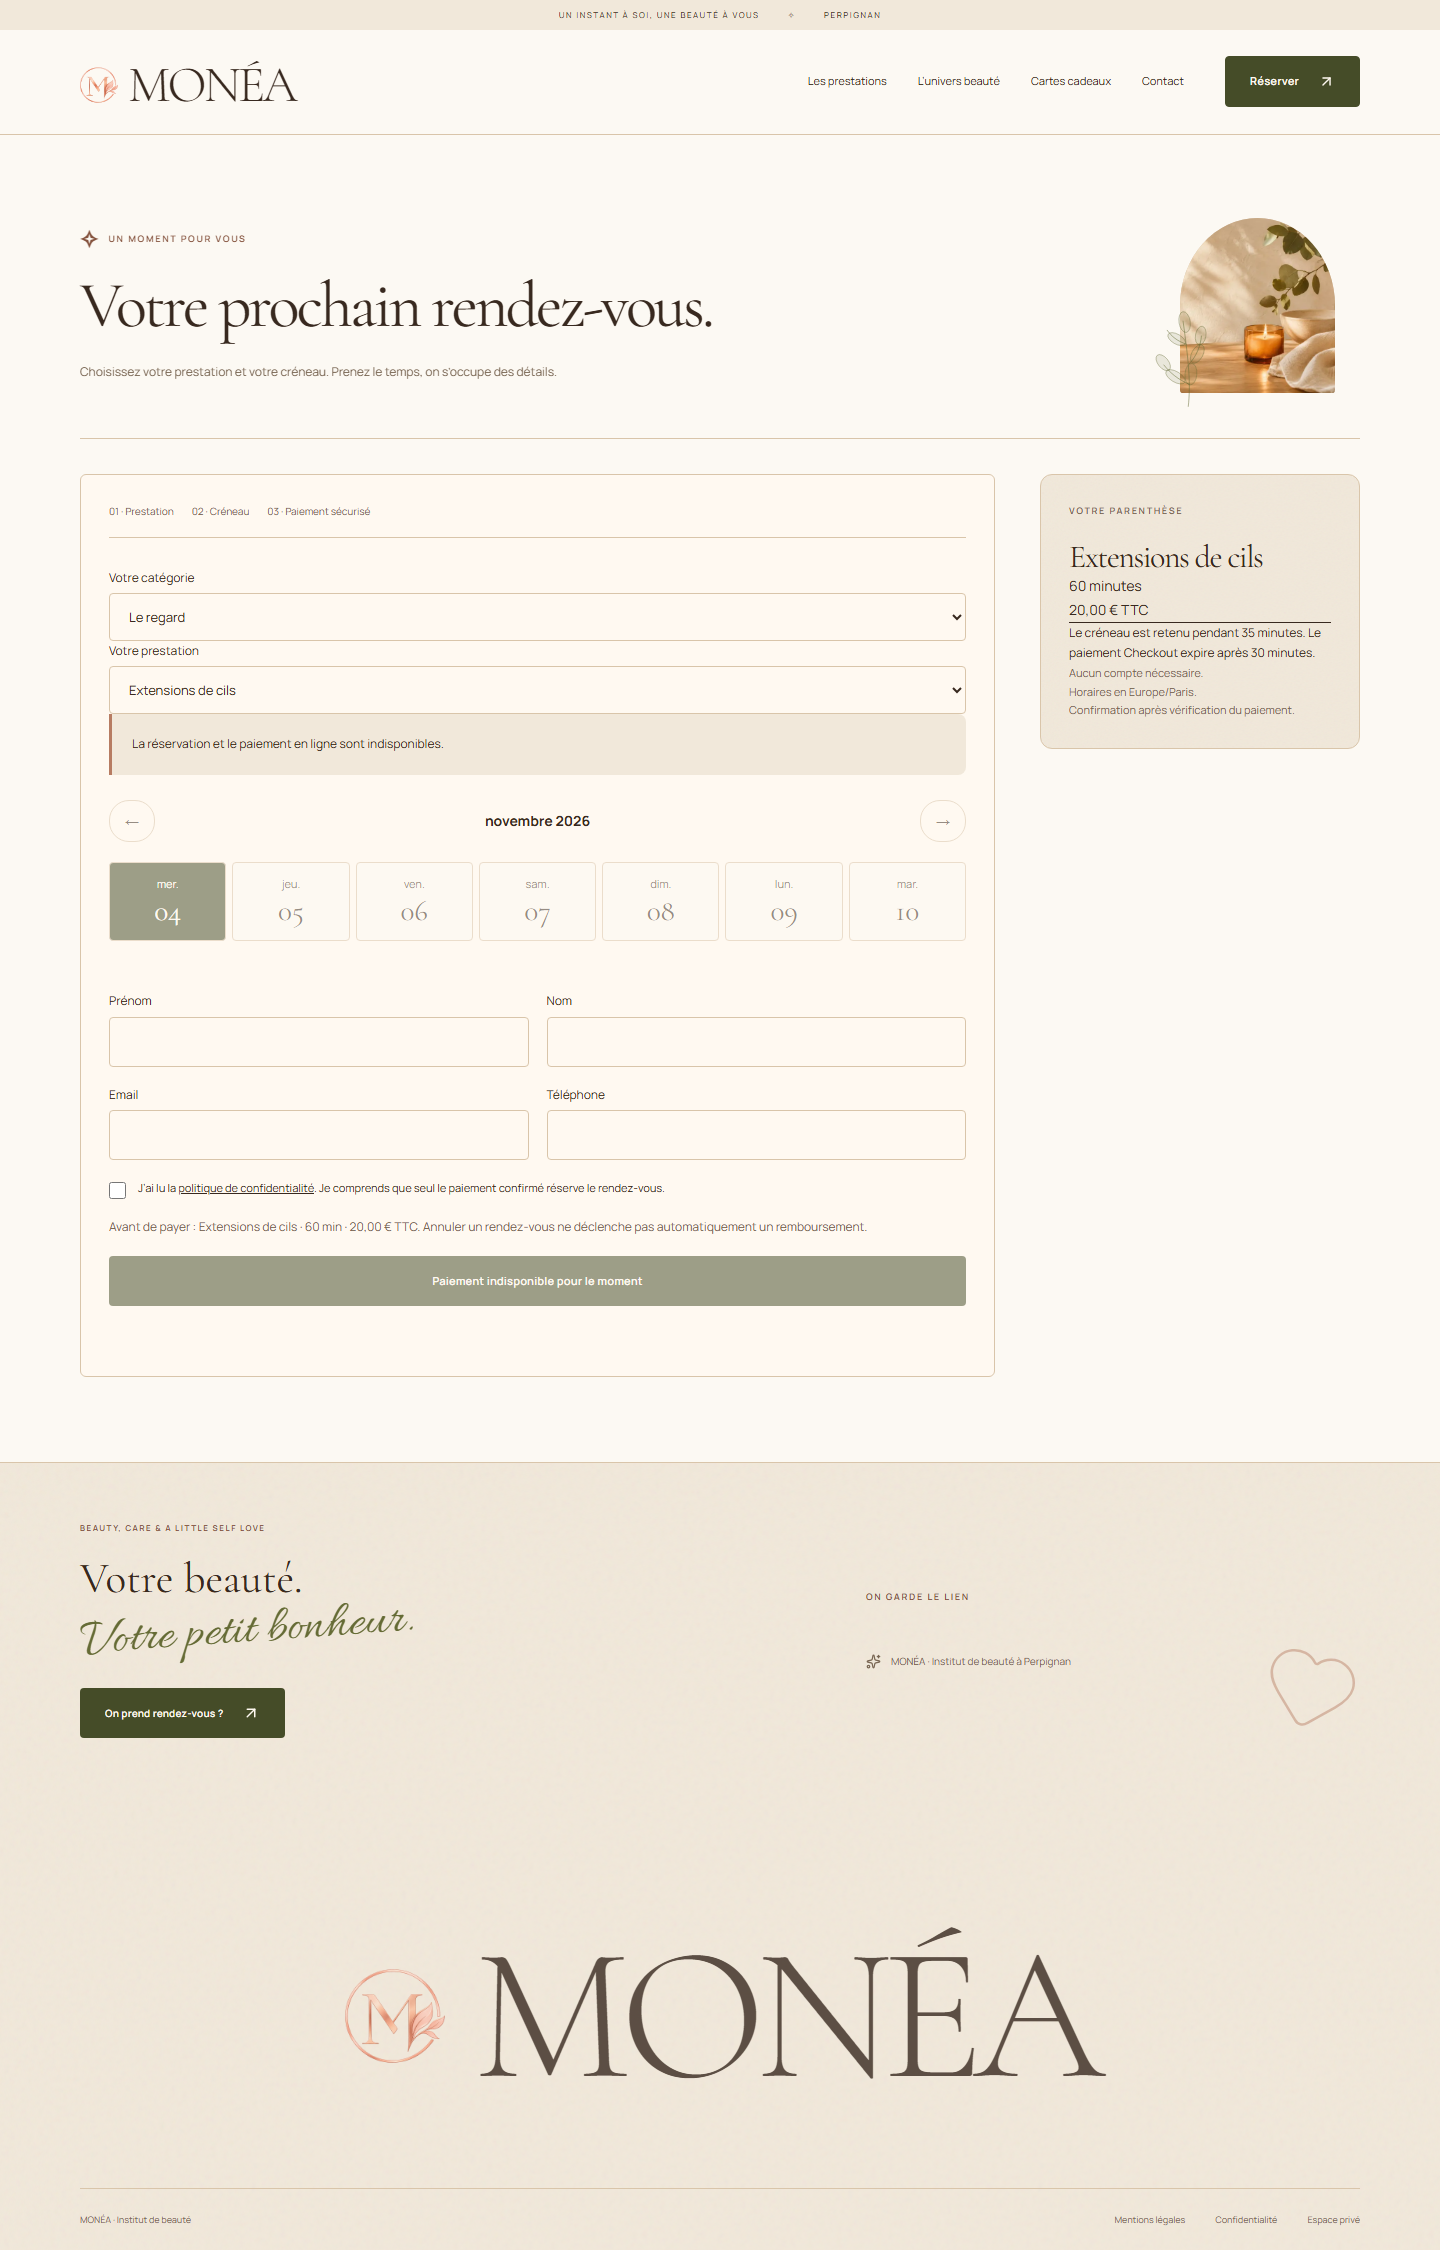 UN INSTANT À SOI, UNE BEAUTÉ À VOUS ✧ PERPIGNAN
MONÉA
Les prestations
L'univers beauté
Cartes cadeaux
Contact
Réserver
UN MOMENT POUR VOUS
Votre prochain rendez-vous.
Choisissez votre prestation et votre créneau. Prenez le temps, on s'occupe des détails.
01 · Prestation
02 · Créneau
03 · Paiement sécurisé
Votre catégorie
Le regard
Votre prestation
Extensions de cils
La réservation et le paiement en ligne sont indisponibles.
← novembre 2026 →
mer.
04
jeu.
05
ven.
06
sam.
07
dim.
08
lun.
09
mar.
10
Prénom
Nom
Email
Téléphone
J'ai lu la politique de confidentialité. Je comprends que seul le paiement confirmé réserve le rendez-vous.
Avant de payer : Extensions de cils · 60 min · 20,00 € TTC. Annuler un rendez-vous ne déclenche pas automatiquement un remboursement.
Paiement indisponible pour le moment
VOTRE PARENTHÈSE
Extensions de cils
60 minutes
20,00 € TTC
Le créneau est retenu pendant 35 minutes. Le
paiement Checkout expire après 30 minutes.
Aucun compte nécessaire.
Horaires en Europe/Paris.
Confirmation après vérification du paiement.
BEAUTY, CARE & A LITTLE SELF LOVE
Votre beauté.
Votre petit bonheur.
On prend rendez-vous ?
ON GARDE LE LIEN
MONÉA · Institut de beauté à Perpignan
M MONÉA
MONÉA · Institut de beauté
Mentions légales
Confidentialité
Espace privé